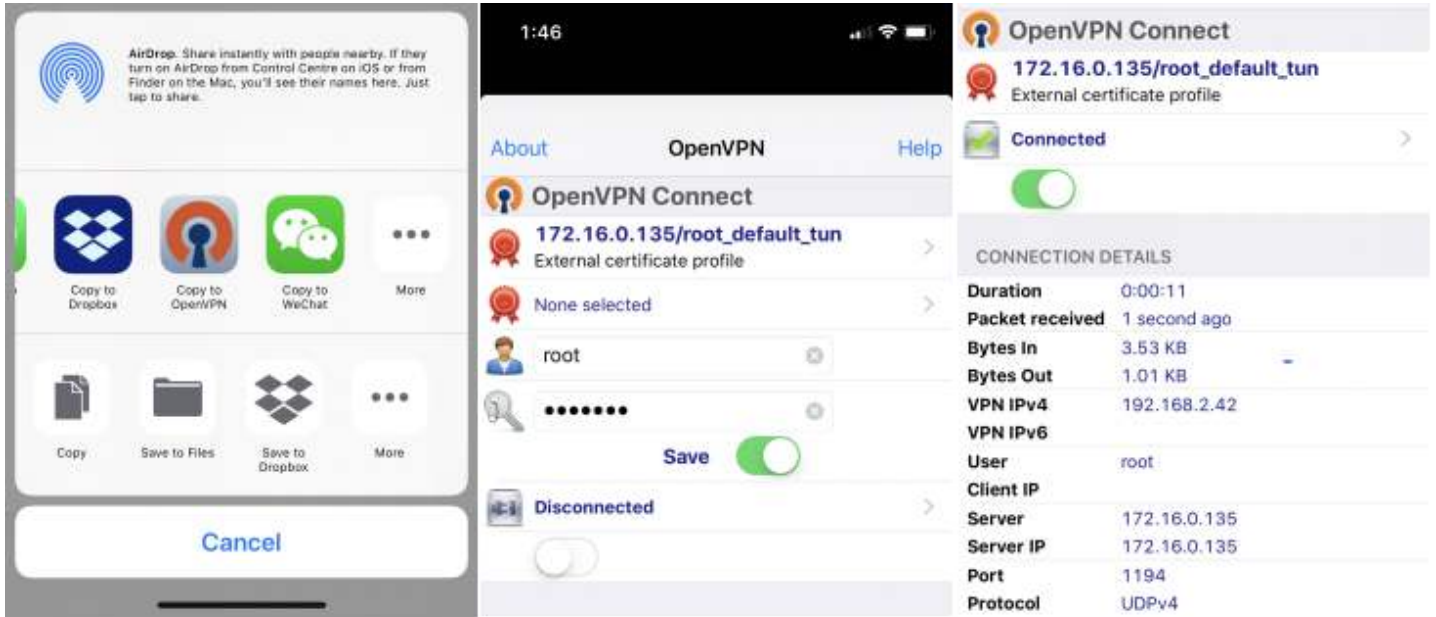 AirDrop. Share instantly with people nearby. If they
turn on AirDrop from Control Centre on iOS or from
Finder on the Mac, you'll see their names here. Just
tap to share.
Copy to
Dropbox
Copy to
OpenVPN
Copy to
WeChat
More
Copy
Save to Files
Save to
Dropbox
More
Cancel
1:46
About
OpenVPN
Help
OpenVPN Connect
172.16.0.135/root_default_tun
External certificate profile
None selected
root
•••••••
Save
Disconnected
OpenVPN Connect
172.16.0.135/root_default_tun
External certificate profile
Connected
CONNECTION DETAILS
Duration 0:00:11
Packet received 1 second ago
Bytes In 3.53 KB
Bytes Out 1.01 KB
VPN IPv4 192.168.2.42
VPN IPv6
User root
Client IP
Server 172.16.0.135
Server IP 172.16.0.135
Port 1194
Protocol UDPv4